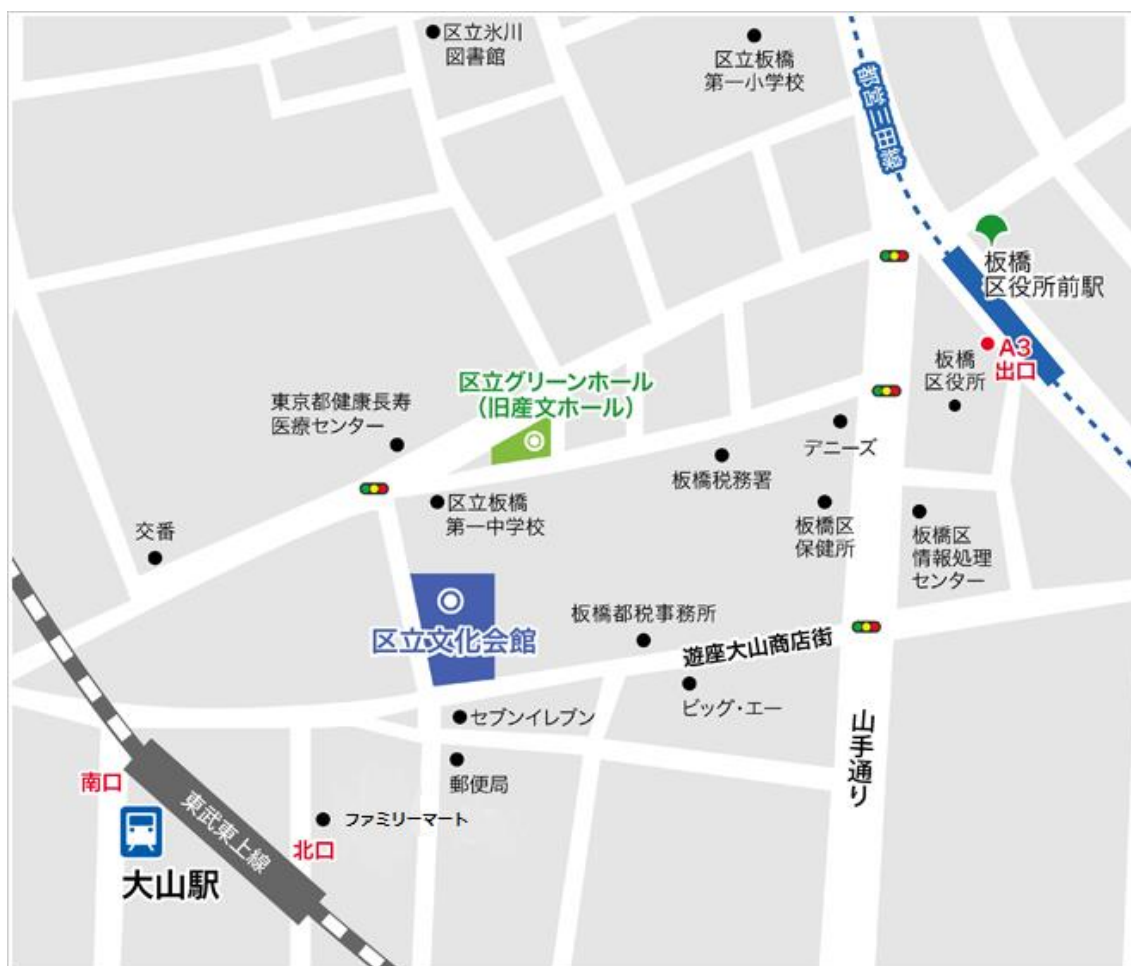 区立氷川
図書館
区立板橋
第一小学校
都営三田線
板橋
区役所前駅
A3
出口
板橋
区役所
区立グリーンホール
（旧産文ホール）
東京都健康長寿
医療センター
デニーズ
板橋税務署
区立板橋
第一中学校
板橋区
保健所
板橋区
情報処理
センター
交番
板橋都税事務所
区立文化会館
遊座大山商店街
ビッグ・エー
セブンイレブン
山手通り
郵便局
南口
東武東上線
ファミリーマート
北口
大山駅